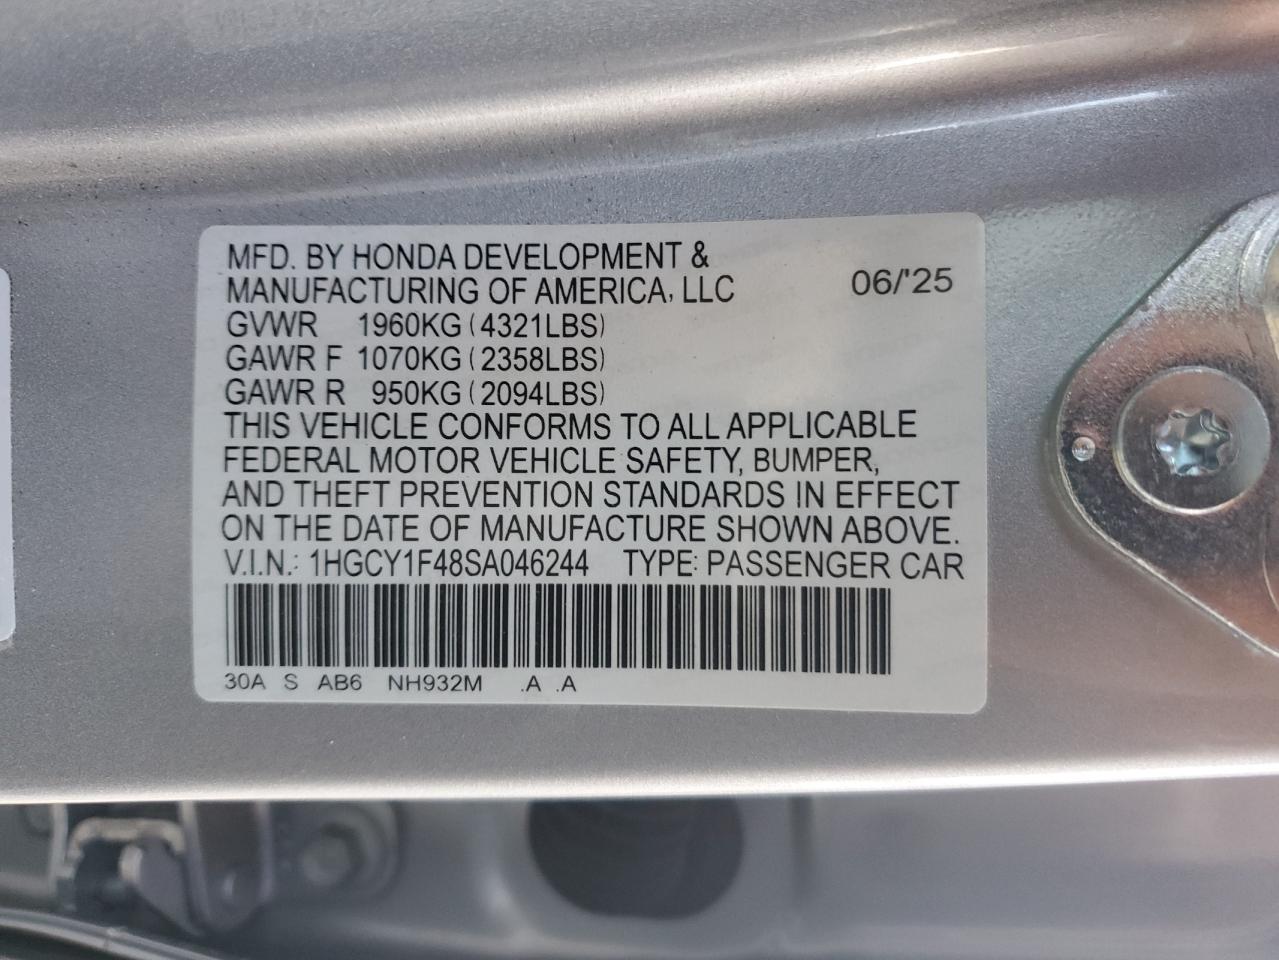 MFD. BY HONDA DEVELOPMENT &
MANUFACTURING OF AMERICA, LLC 06/'25
GVWR 1960KG (4321LBS)
GAWR F 1070KG (2358LBS)
GAWR R 950KG (2094LBS)
THIS VEHICLE CONFORMS TO ALL APPLICABLE
FEDERAL MOTOR VEHICLE SAFETY, BUMPER,
AND THEFT PREVENTION STANDARDS IN EFFECT
ON THE DATE OF MANUFACTURE SHOWN ABOVE.
V.I.N.: 1HGCY1F48SA046244 TYPE: PASSENGER CAR
30A S AB6 NH932M .A .A